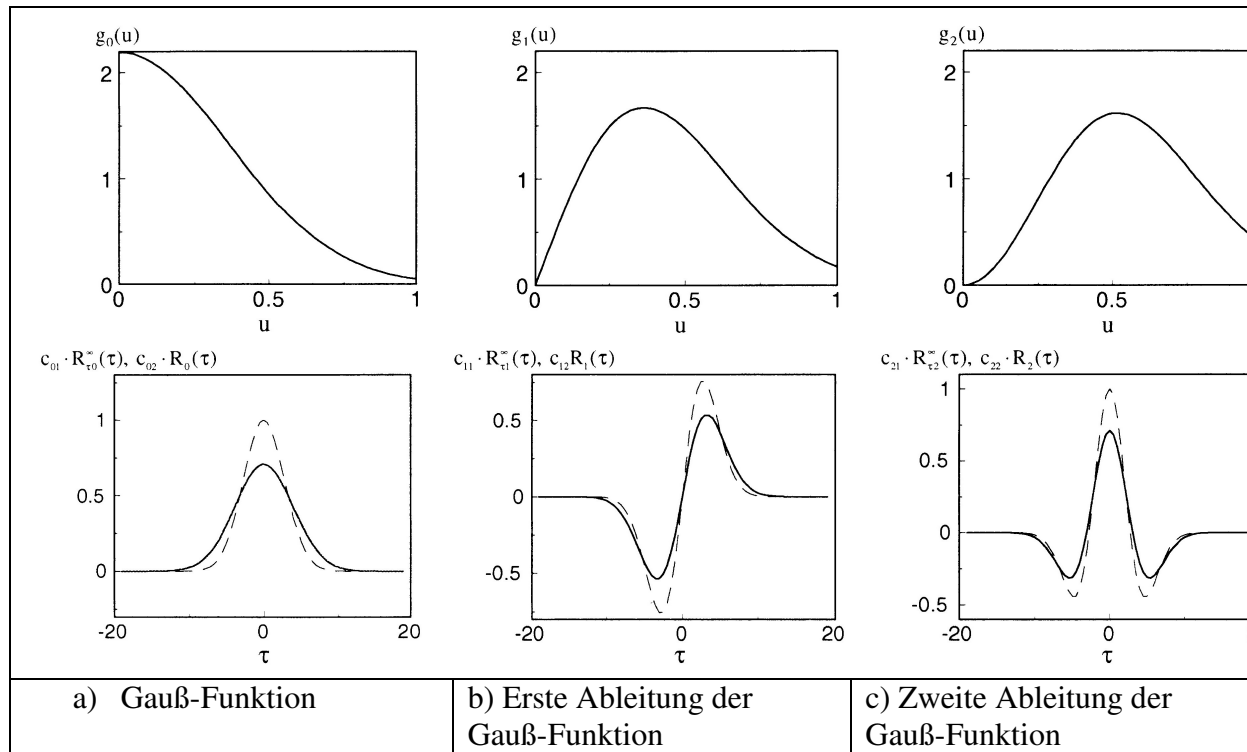 g₀(u)
2
1
0
0 0.5 1
u
g₁(u)
2
1
0
0 0.5 1
u
g₂(u)
2
1
0
0 0.5
u
c₀₁ · R^∞_τ0(τ), c₀₂ · R₀(τ)
1
0.5
0
-20 0 20
τ
c₁₁ · R^∞_τ1(τ), c₁₂R₁(τ)
0.5
0
-0.5
-20 0 20
τ
c₂₁ · R^∞_τ2(τ), c₂₂ · R₂(τ)
1
0.5
0
-0.5
-20 0
τ
a) Gauß-Funktion
b) Erste Ableitung der
Gauß-Funktion
c) Zweite Ableitung der
Gauß-Funktion